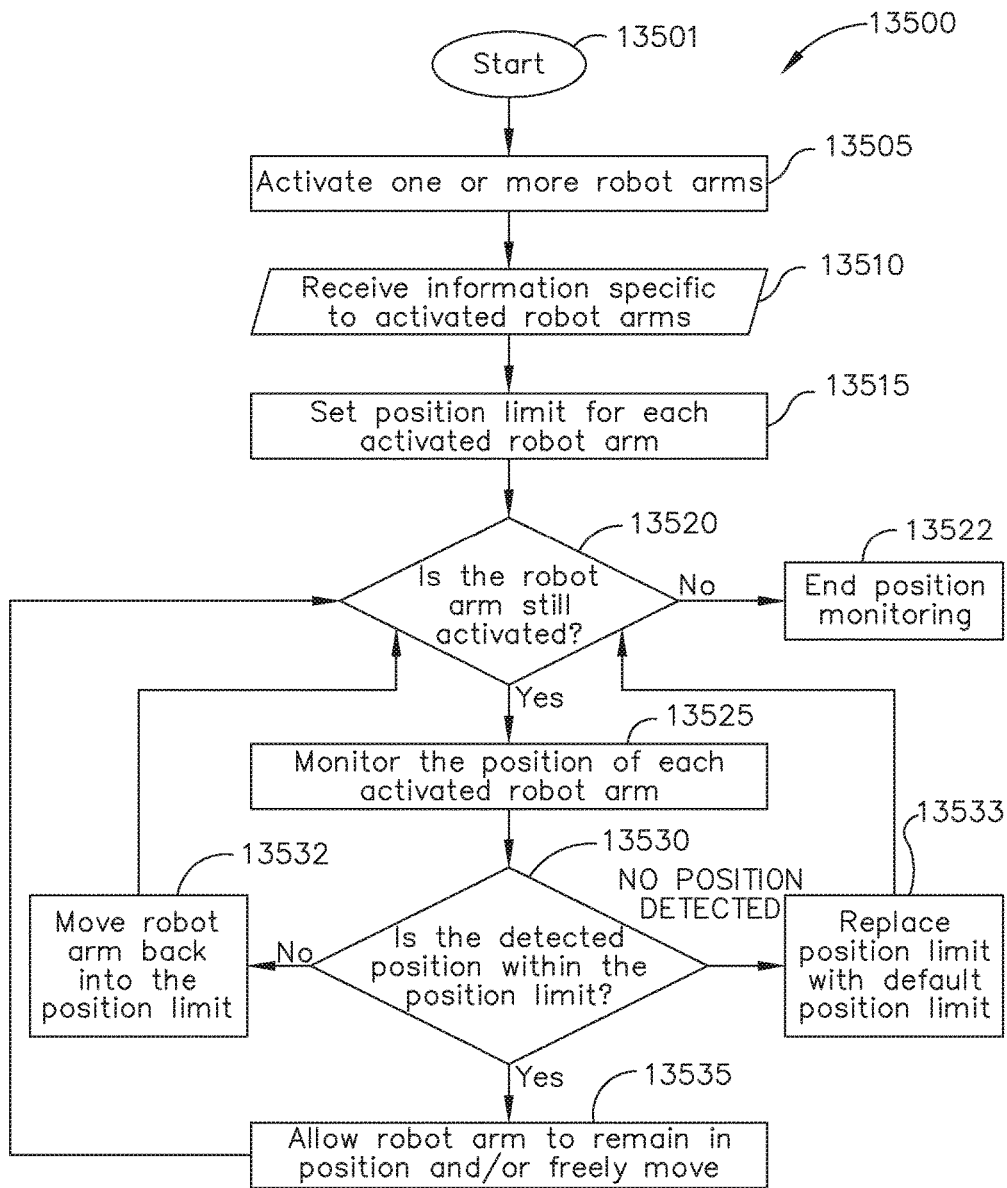 13500
13501
Start
13505
Activate one or more robot arms
13510
Receive information specific
to activated robot arms
13515
Set position limit for each
activated robot arm
13520
Is the robot
arm still
activated?
No
13522
End position
monitoring
Yes
13525
Monitor the position of each
activated robot arm
13530
Is the detected
position within the
position limit?
No
13532
Move robot
arm back
into the
position limit
NO POSITION
DETECTED
13533
Replace
position limit
with default
position limit
Yes
13535
Allow robot arm to remain in
position and/or freely move